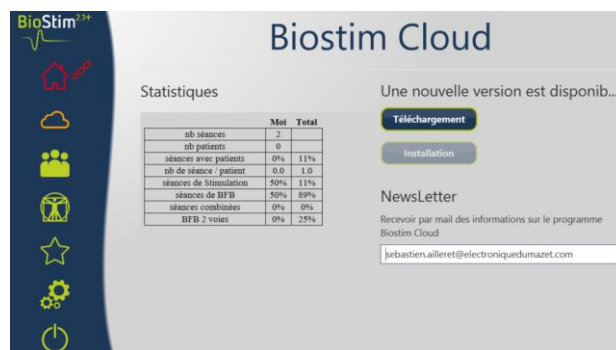 BioStim 2.1+
Biostim Cloud
Statistiques
Moi Total
nb séances 2
nb patients 0
séances avec patients 0% 11%
nb de séance / patient 0.0 1.0
séances de Stimulation 50% 11%
séances de BFB 50% 89%
séances combinées 0% 0%
BFB 2 voies 0% 25%
Une nouvelle version est disponib...
Téléchargement
Installation
NewsLetter
Recevoir par mail des informations sur le programme
Biostim Cloud
sebastien.ailleret@electroniquedumazet.com